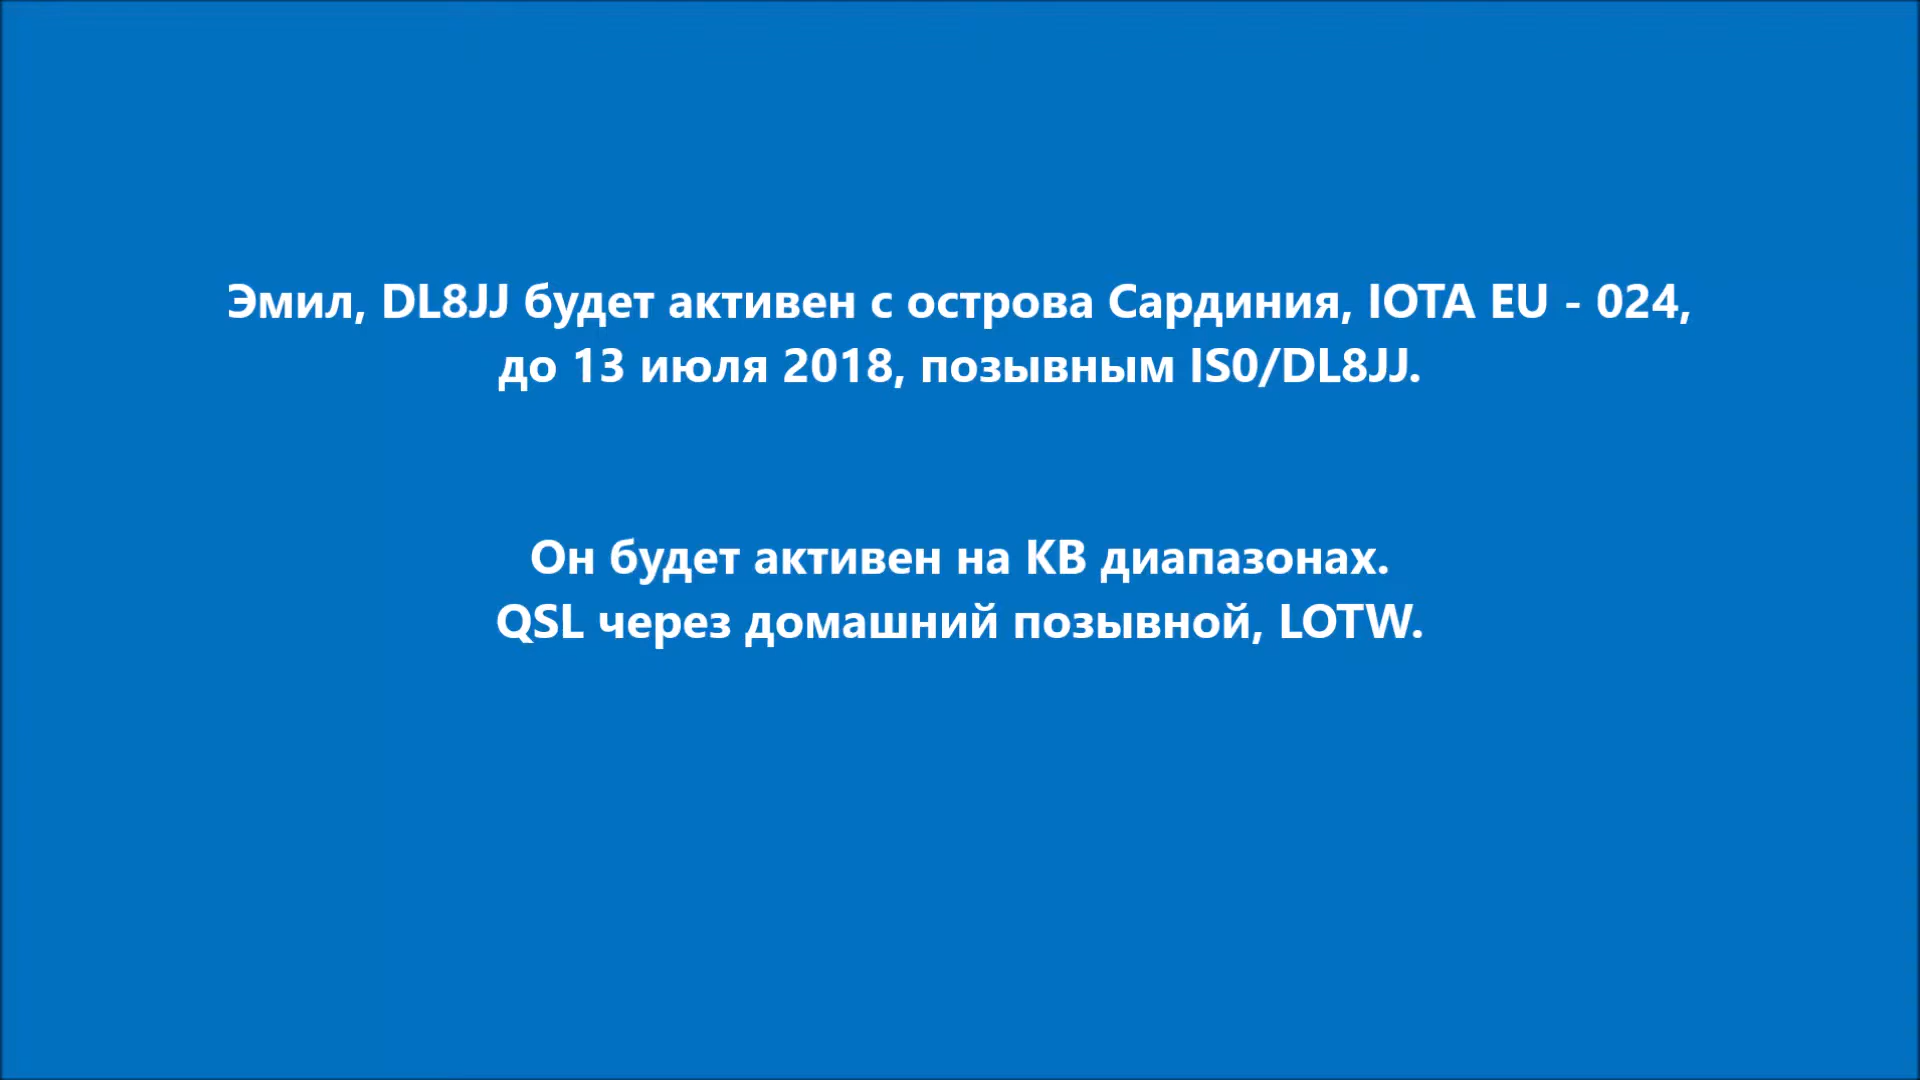 Эмил, DL8JJ будет активен с острова Сардиния, IOTA EU - 024,
до 13 июля 2018, позывным IS0/DL8JJ.
Он будет активен на КВ диапазонах.
QSL через домашний позывной, LOTW.